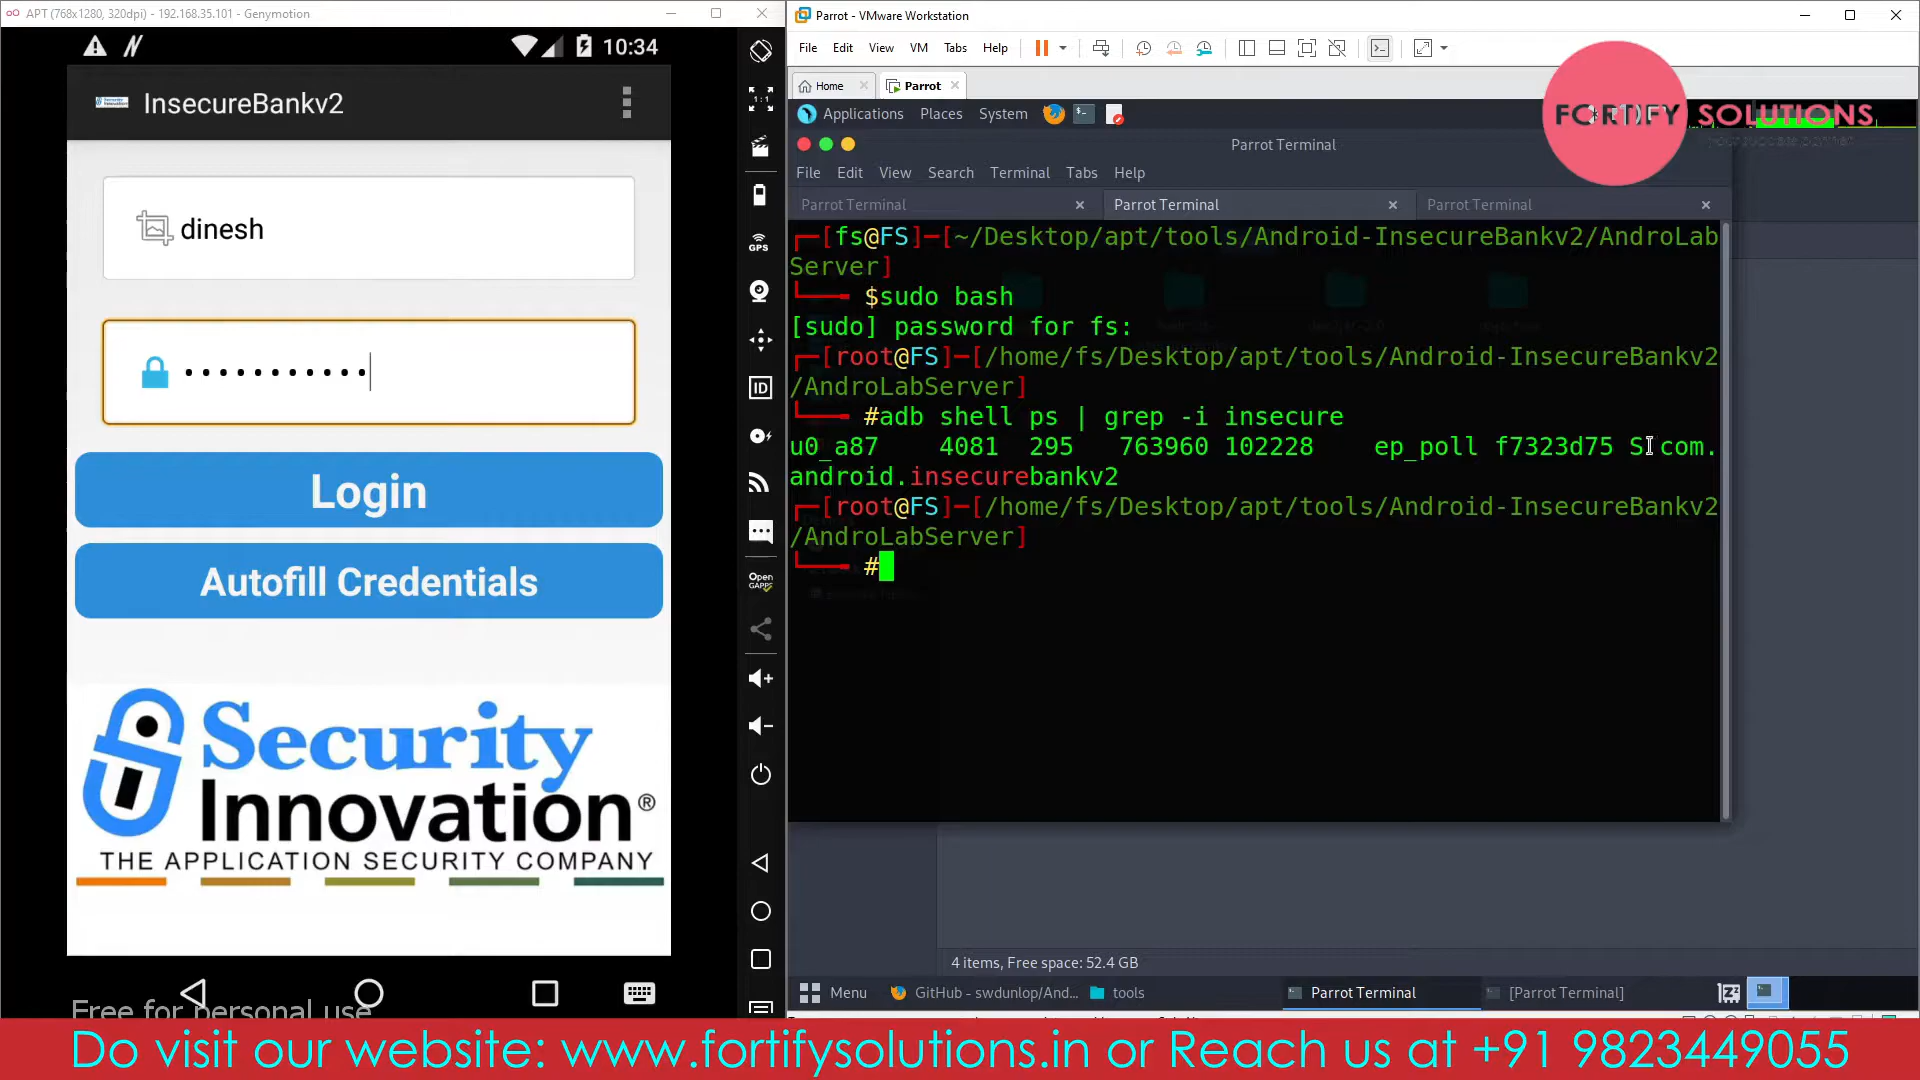 APT (768x1280, 320dpi) - 192.168.35.101 - Genymotion
10:34
InsecureBankv2
dinesh
Login
Autofill Credentials
Security
Innovation®
THE APPLICATION SECURITY COMPANY
Free for personal use
GPS
ID
Open
GAPPS
Parrot - VMware Workstation
File Edit View VM Tabs Help
Home
Parrot
FORTIFY SOLUTIONS
Applications Places System
Parrot Terminal
File Edit View Search Terminal Tabs Help
Parrot Terminal
Parrot Terminal
Parrot Terminal
[fs@FS]─[~/Desktop/apt/tools/Android-InsecureBankv2/AndroLab
Server]
$sudo bash
[sudo] password for fs:
[root@FS]─[/home/fs/Desktop/apt/tools/Android-InsecureBankv2
/AndroLabServer]
#adb shell ps | grep -i insecure
u0_a87 4081 295 763960 102228 ep_poll f7323d75 S com.
android.insecurebankv2
[root@FS]─[/home/fs/Desktop/apt/tools/Android-InsecureBankv2
/AndroLabServer]
#
4 items, Free space: 52.4 GB
Menu
GitHub - swdunlop/And...
tools
Parrot Terminal
[Parrot Terminal]
Do visit our website: www.fortifysolutions.in or Reach us at +91 9823449055